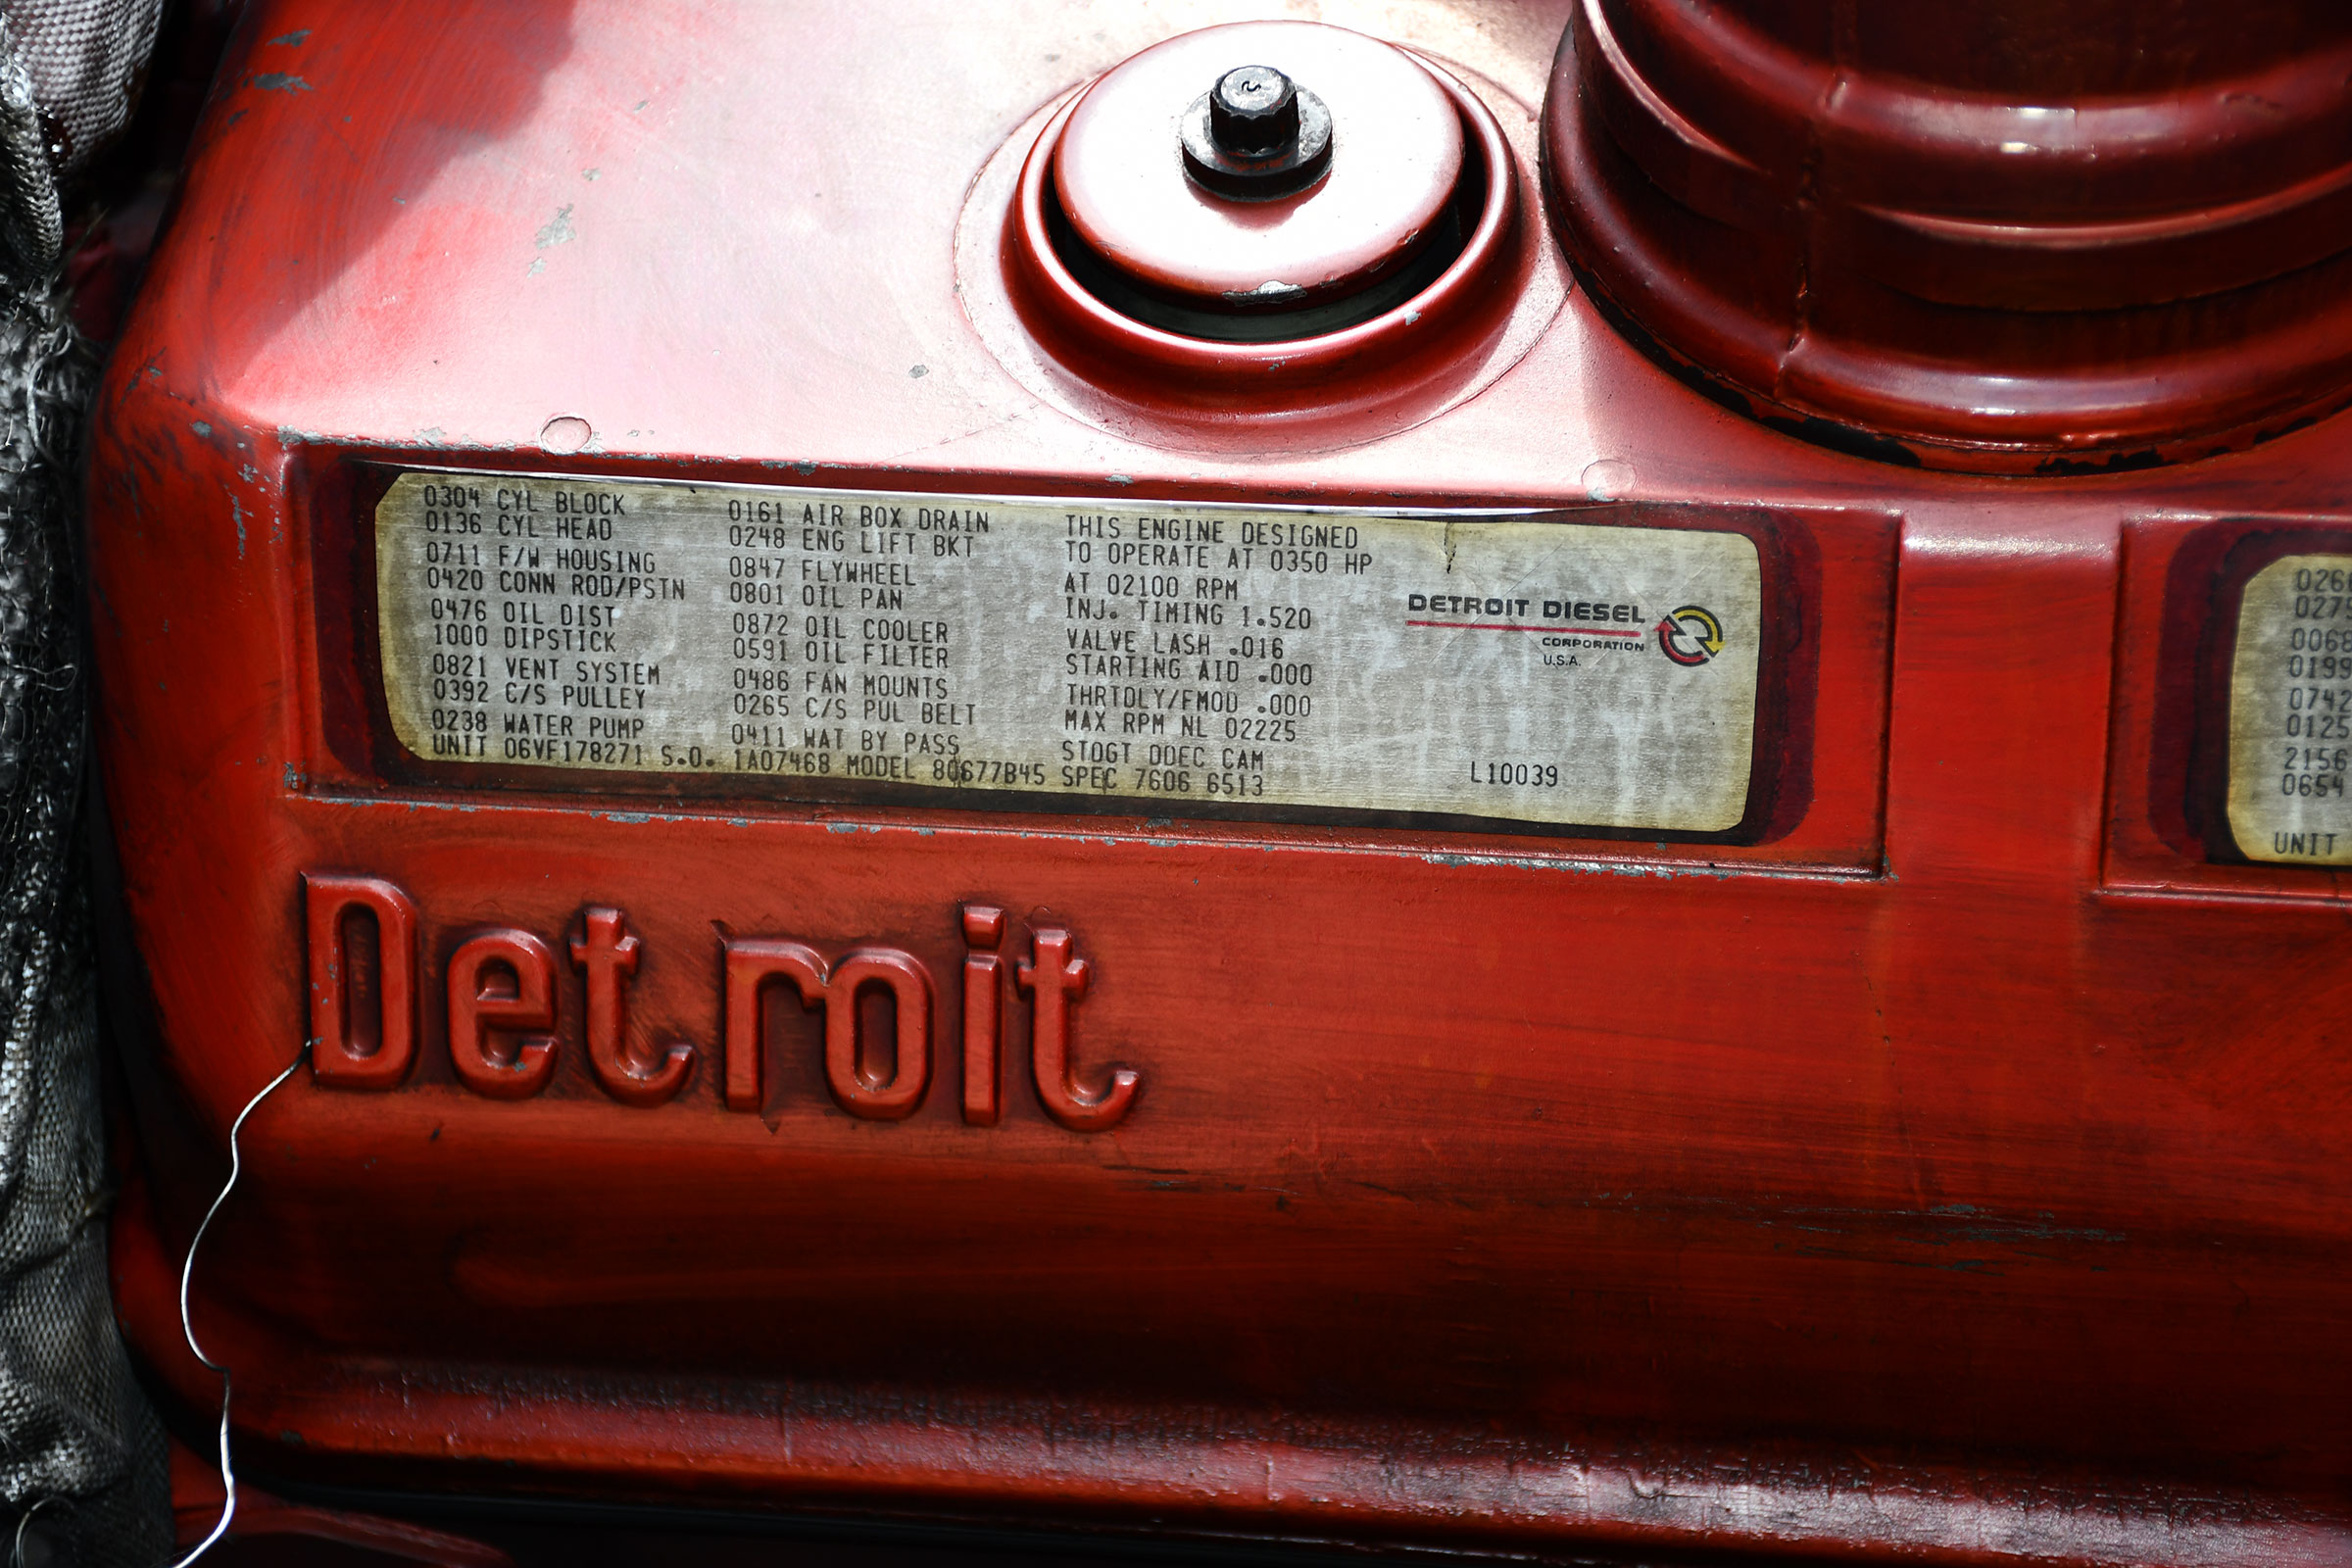 0304 CYL BLOCK
0136 CYL HEAD
0711 F/W HOUSING
0420 CONN ROD/PSTN
0476 OIL DIST
1000 DIPSTICK
0821 VENT SYSTEM
0392 C/S PULLEY
0238 WATER PUMP
0161 AIR BOX DRAIN
0248 ENG LIFT BKT
0847 FLYWHEEL
0801 OIL PAN
0872 OIL COOLER
0591 OIL FILTER
0486 FAN MOUNTS
0265 C/S PUL BELT
0411 WAT BY PASS
THIS ENGINE DESIGNED
TO OPERATE AT 0350 HP
AT 02100 RPM
INJ. TIMING 1.520
VALVE LASH .016
STARTING AID .000
THRTDLY/FMOD .000
MAX RPM NL 02225
STDGT DDEC CAM
UNIT 06VF178271 S.O. 1A07468 MODEL 80677B45 SPEC 7606 6513
L10039
DETROIT DIESEL
CORPORATION
U.S.A.
0199
0742
0125
2156
0654
UNIT
Detroit